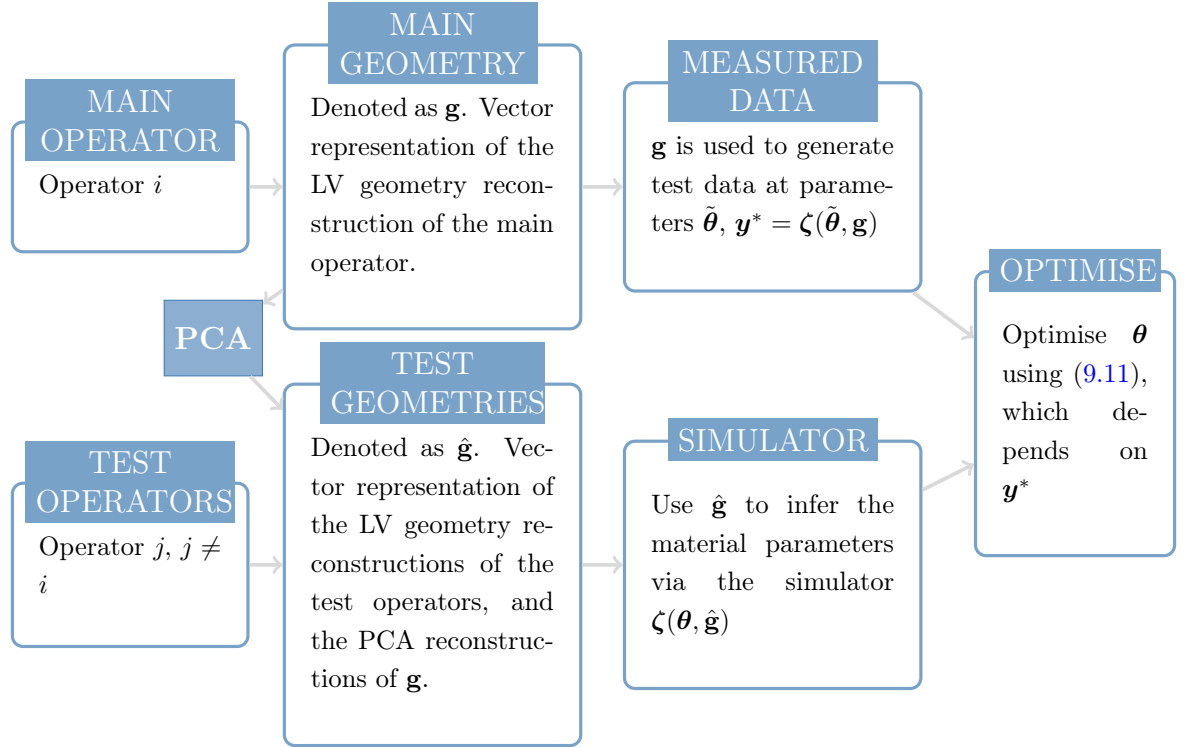 MAIN
OPERATOR
Operator i
MAIN
GEOMETRY
Denoted as g. Vector
representation of the
LV geometry recon-
struction of the main
operator.
MEASURED
DATA
g is used to generate
test data at parame-
ters θ̃, y* = ζ(θ̃, g)
PCA
TEST
OPERATORS
Operator j, j ≠
i
TEST
GEOMETRIES
Denoted as ĝ. Vec-
tor representation of
the LV geometry re-
constructions of the
test operators, and
the PCA reconstruc-
tions of g.
SIMULATOR
Use ĝ to infer the
material parameters
via the simulator
ζ(θ, ĝ)
OPTIMISE
Optimise θ
using (9.11),
which de-
pends on
y*